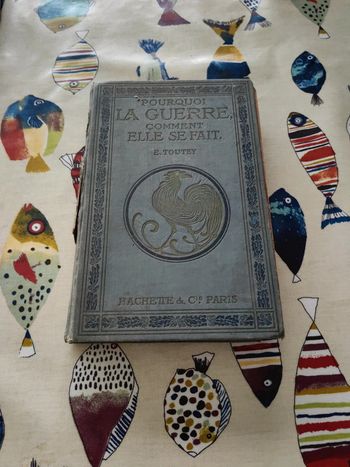 POURQUOI
LA GUERRE,
COMMENT
ELLE SE FAIT.
E. TOUTEY
HACHETTE & Cie PARIS